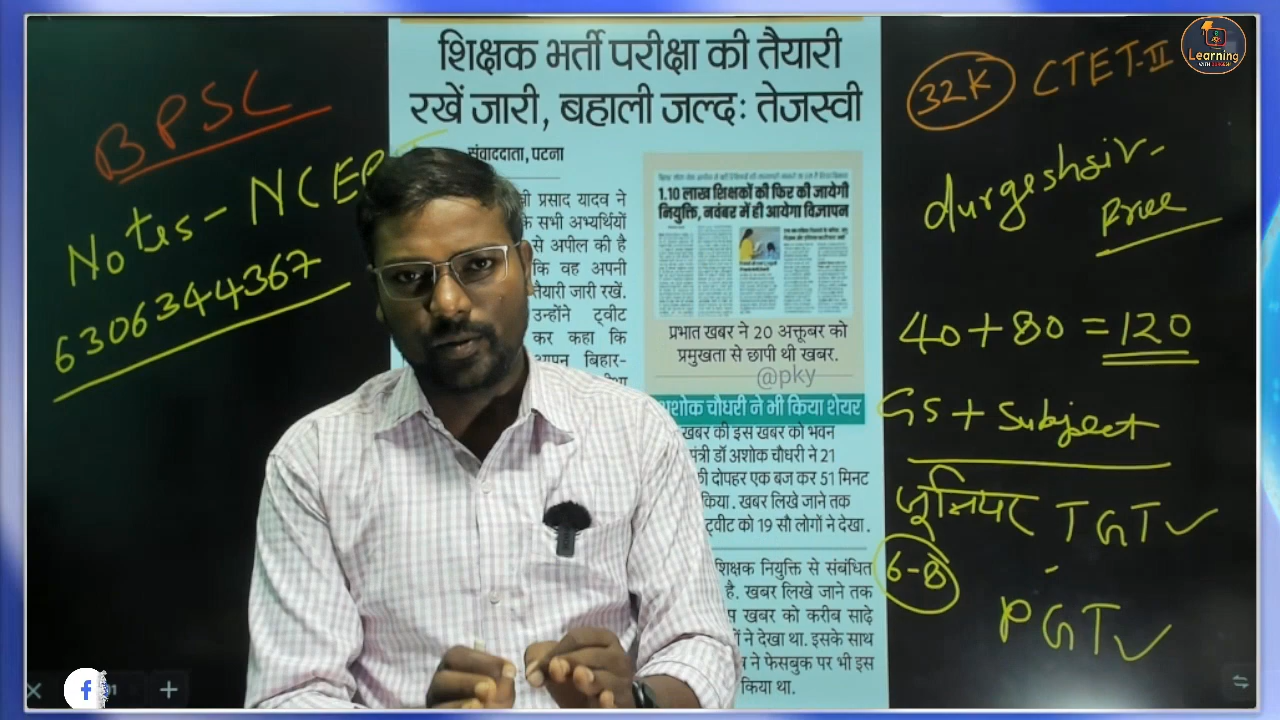 BPSC
Notes - NCERT
6306344367
शिक्षक भर्ती परीक्षा की तैयारी
रखें जारी, बहाली जल्द: तेजस्वी
संवाददाता, पटना
प्रसाद यादव ने
सभी अभ्यर्थियों
से अपील की है
कि वह अपनी
तैयारी जारी रखें.
उन्होंने ट्वीट
कर कहा कि
बिहार-
1.10 लाख शिक्षकों की फिर की जायेगी
नियुक्ति, नवंबर में ही आयेगा विज्ञापन
प्रभात खबर ने 20 अक्तूबर को
प्रमुखता से छापी थी खबर.
@pky
अशोक चौधरी ने भी किया शेयर
खबर की इस खबर को भवन
मंत्री डॉ अशोक चौधरी ने 21
की दोपहर एक बज कर 51 मिनट
किया. खबर लिखे जाने तक
ट्वीट को 19 सौ लोगों ने देखा.
शिक्षक नियुक्ति से संबंधित
है. खबर लिखे जाने तक
खबर को करीब साढ़े
ने देखा था. इसके साथ
ने फेसबुक पर भी इस
किया था.
32K CTET-II
Learning
durgeshsir-
Free
40+80 = 120
GS + Subject
जूनियर TGT
6-8
PGT